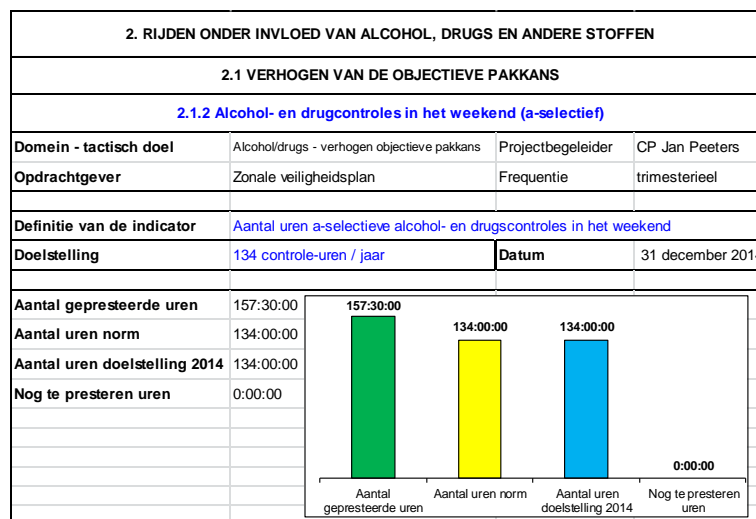 2. RIJDEN ONDER INVLOED VAN ALCOHOL, DRUGS EN ANDERE STOFFEN
2.1 VERHOGEN VAN DE OBJECTIEVE PAKKANS
2.1.2 Alcohol- en drugcontroles in het weekend (a-selectief)
Domein - tactisch doel Alcohol/drugs - verhogen objectieve pakkans Projectbegeleider CP Jan Peeters
Opdrachtgever Zonale veiligheidsplan Frequentie trimesterieel
Definitie van de indicator Aantal uren a-selectieve alcohol- en drugscontroles in het weekend
Doelstelling 134 controle-uren / jaar Datum 31 december 2014
Aantal gepresteerde uren 157:30:00
Aantal uren norm 134:00:00
Aantal uren doelstelling 2014 134:00:00
Nog te presteren uren 0:00:00
157:30:00
134:00:00 134:00:00
0:00:00
Aantal gepresteerde uren
Aantal uren norm
Aantal uren doelstelling 2014
Nog te presteren uren